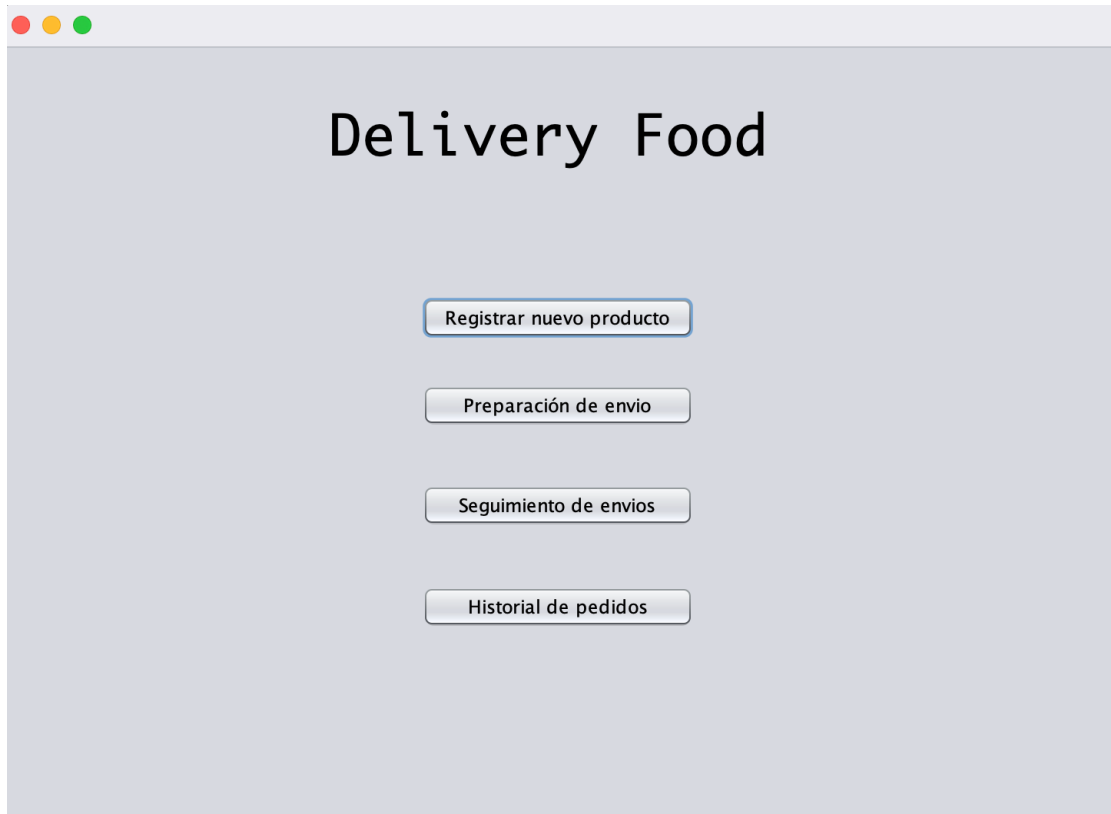 Delivery Food
Registrar nuevo producto
Preparación de envio
Seguimiento de envios
Historial de pedidos